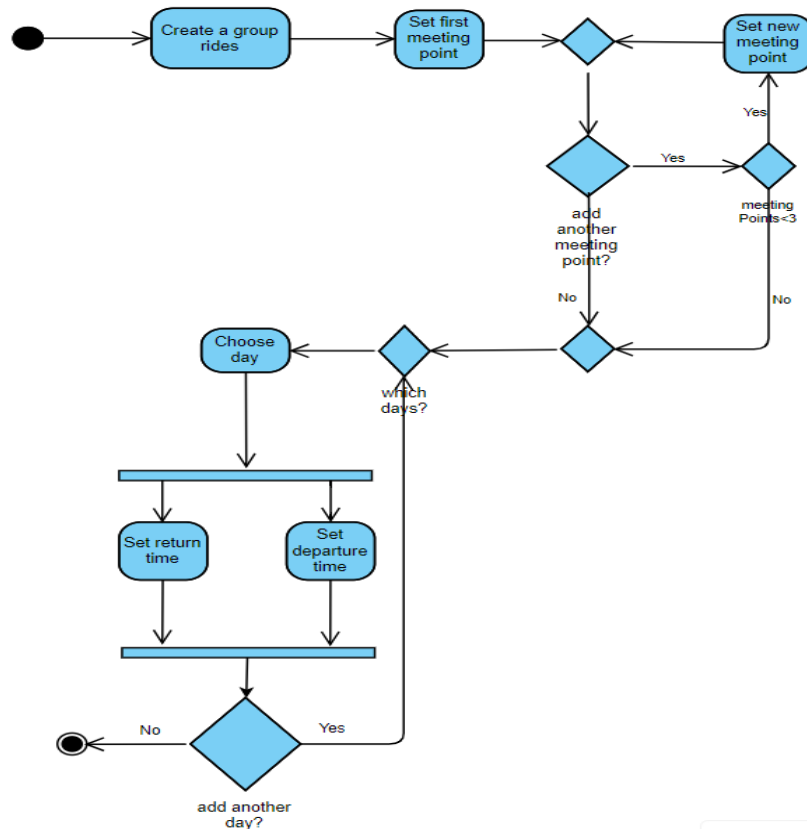 Create a group
rides
Set first
meeting
point
Set new
meeting
point
Yes
Yes
meeting
Points<3
add
another
meeting
point?
No
No
Choose
day
which
days?
Set return
time
Set
departure
time
No
Yes
add another
day?